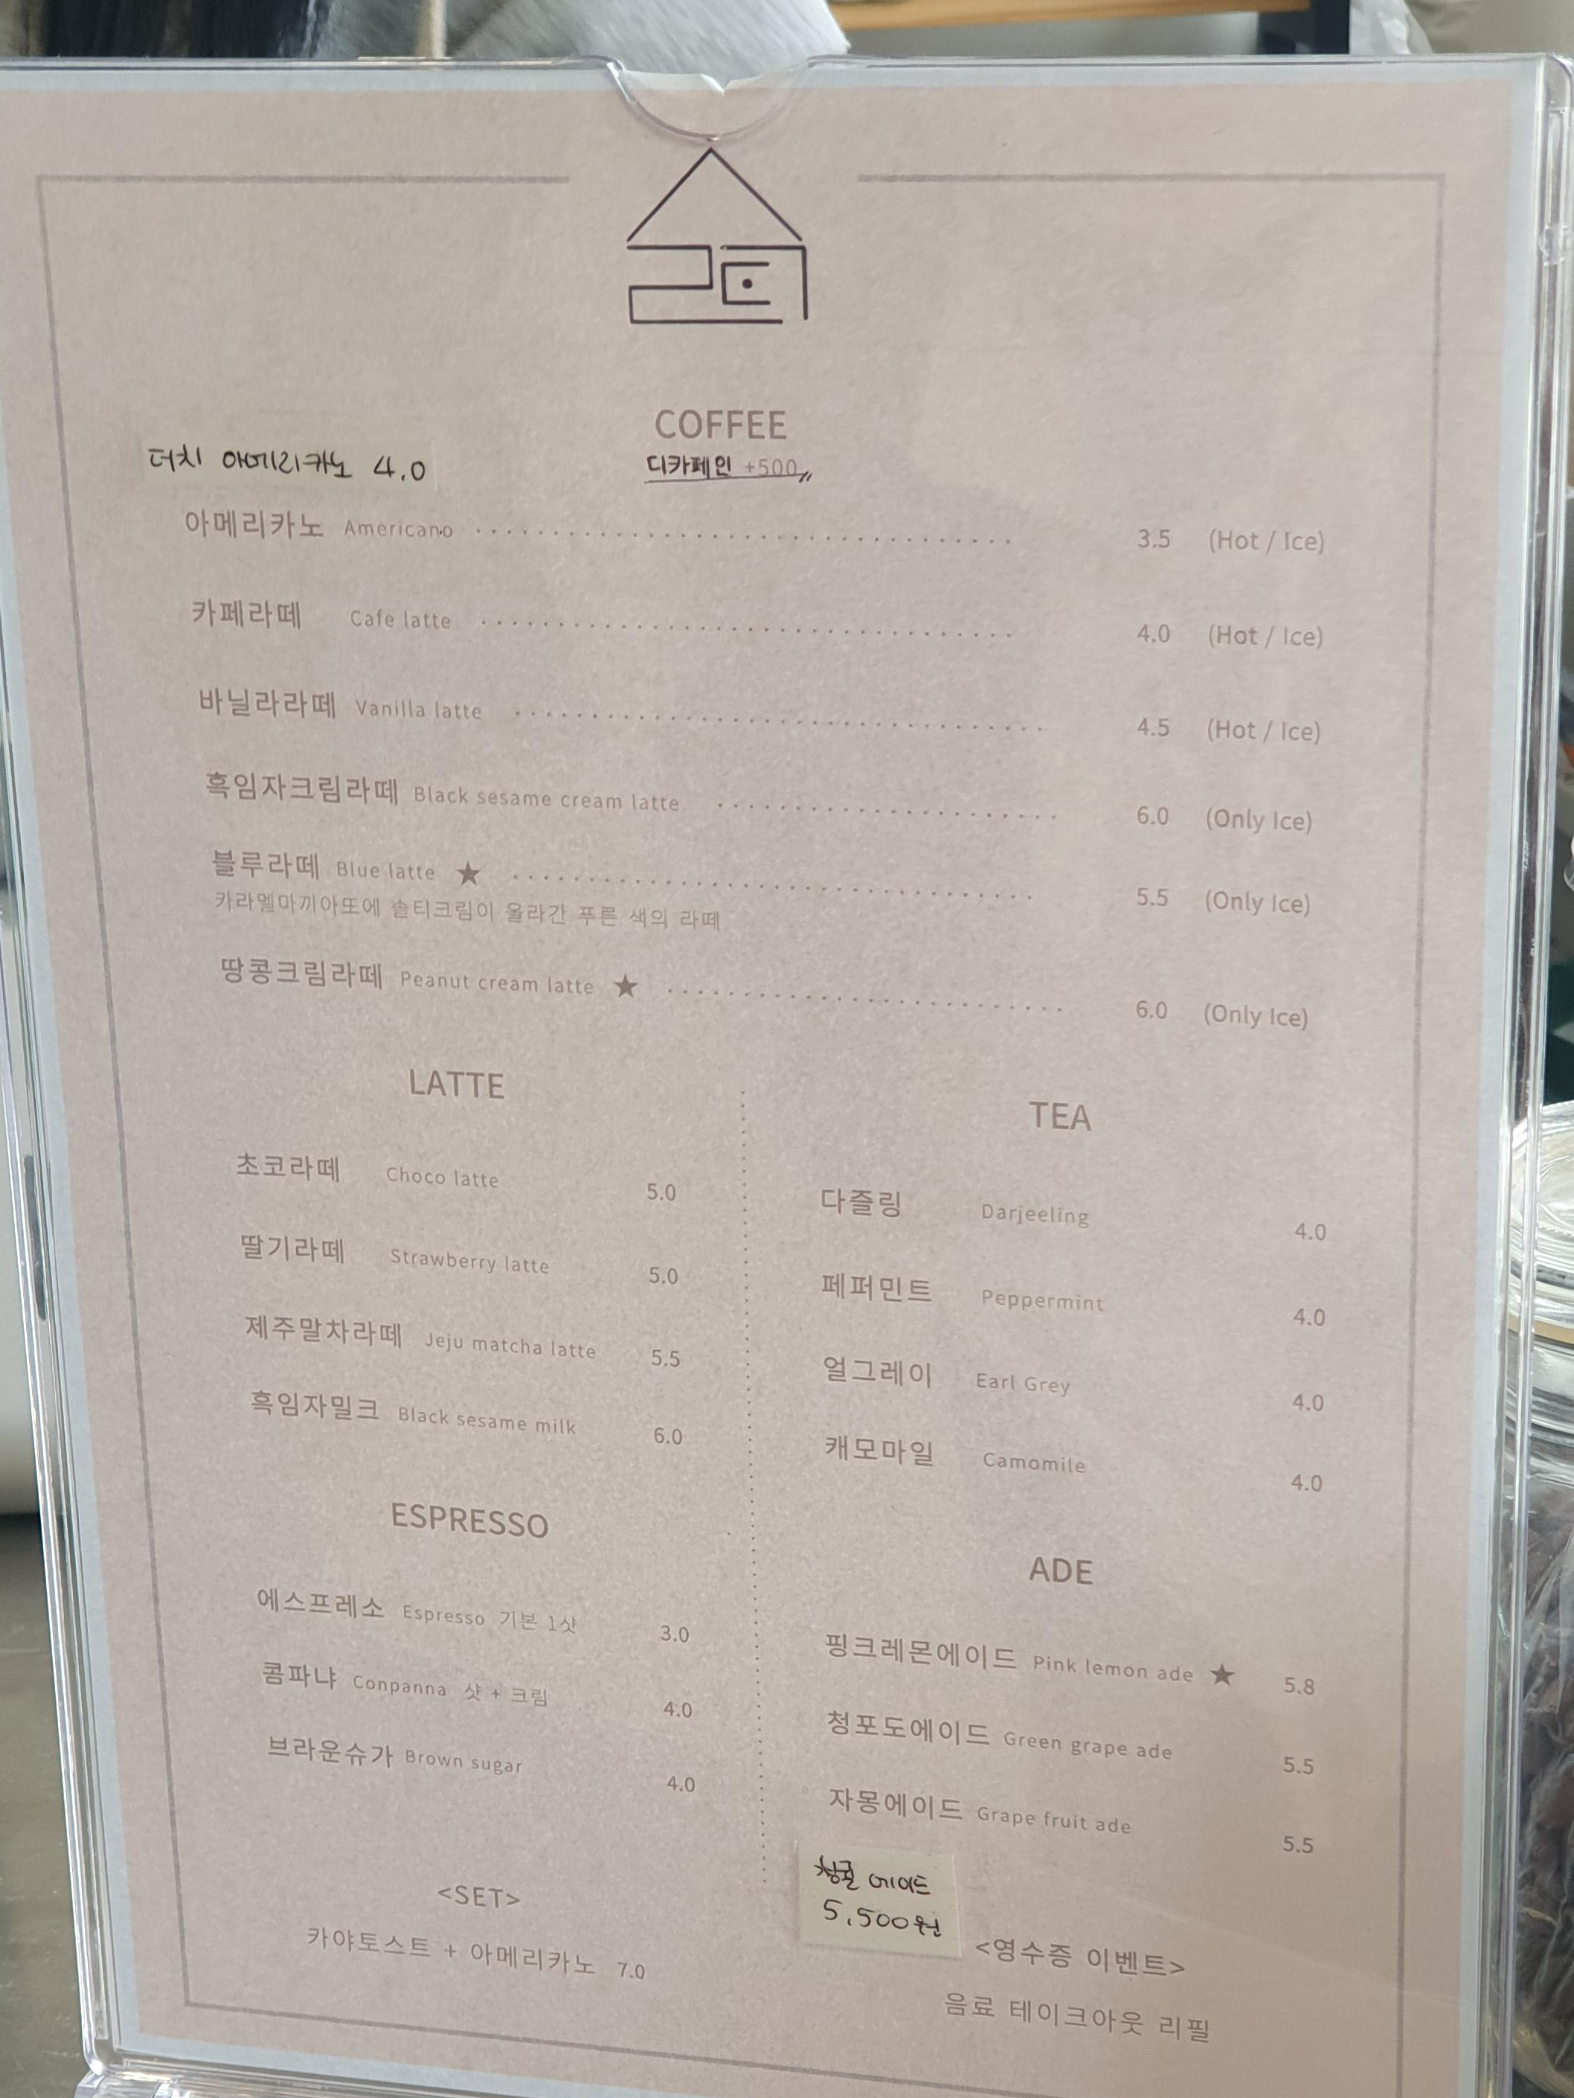 COFFEE
더치 아메리카노 4.0
디카페인 +500
아메리카노 Americano 3.5 (Hot / Ice)
카페라떼 Cafe latte 4.0 (Hot / Ice)
바닐라라떼 Vanilla latte 4.5 (Hot / Ice)
흑임자크림라떼 Black sesame cream latte 6.0 (Only Ice)
블루라떼 Blue latte ★ 5.5 (Only Ice)
카라멜마끼아또에 솔티크림이 올라간 푸른 색의 라떼
땅콩크림라떼 Peanut cream latte ★ 6.0 (Only Ice)
LATTE
초코라떼 Choco latte 5.0
딸기라떼 Strawberry latte 5.0
제주말차라떼 Jeju matcha latte 5.5
흑임자밀크 Black sesame milk 6.0
ESPRESSO
에스프레소 Espresso 기본 1샷 3.0
콤파냐 Conpanna 샷 + 크림 4.0
브라운슈가 Brown sugar 4.0
<SET>
카야토스트 + 아메리카노 7.0
TEA
다즐링 Darjeeling 4.0
페퍼민트 Peppermint 4.0
얼그레이 Earl Grey 4.0
캐모마일 Camomile 4.0
ADE
핑크레몬에이드 Pink lemon ade ★ 5.8
청포도에이드 Green grape ade 5.5
자몽에이드 Grape fruit ade 5.5
에이드
5,500원
<영수증 이벤트>
음료 테이크아웃 리필